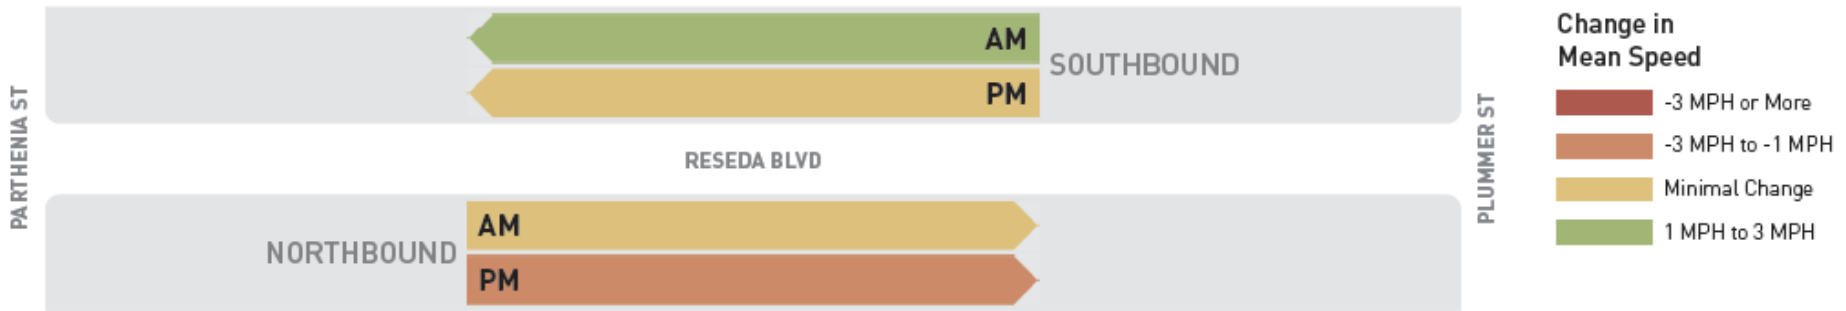 AM
SOUTHBOUND
PM
PARTHENIA ST
RESEDA BLVD
PLUMMER ST
AM
NORTHBOUND
PM
Change in
Mean Speed
-3 MPH or More
-3 MPH to -1 MPH
Minimal Change
1 MPH to 3 MPH